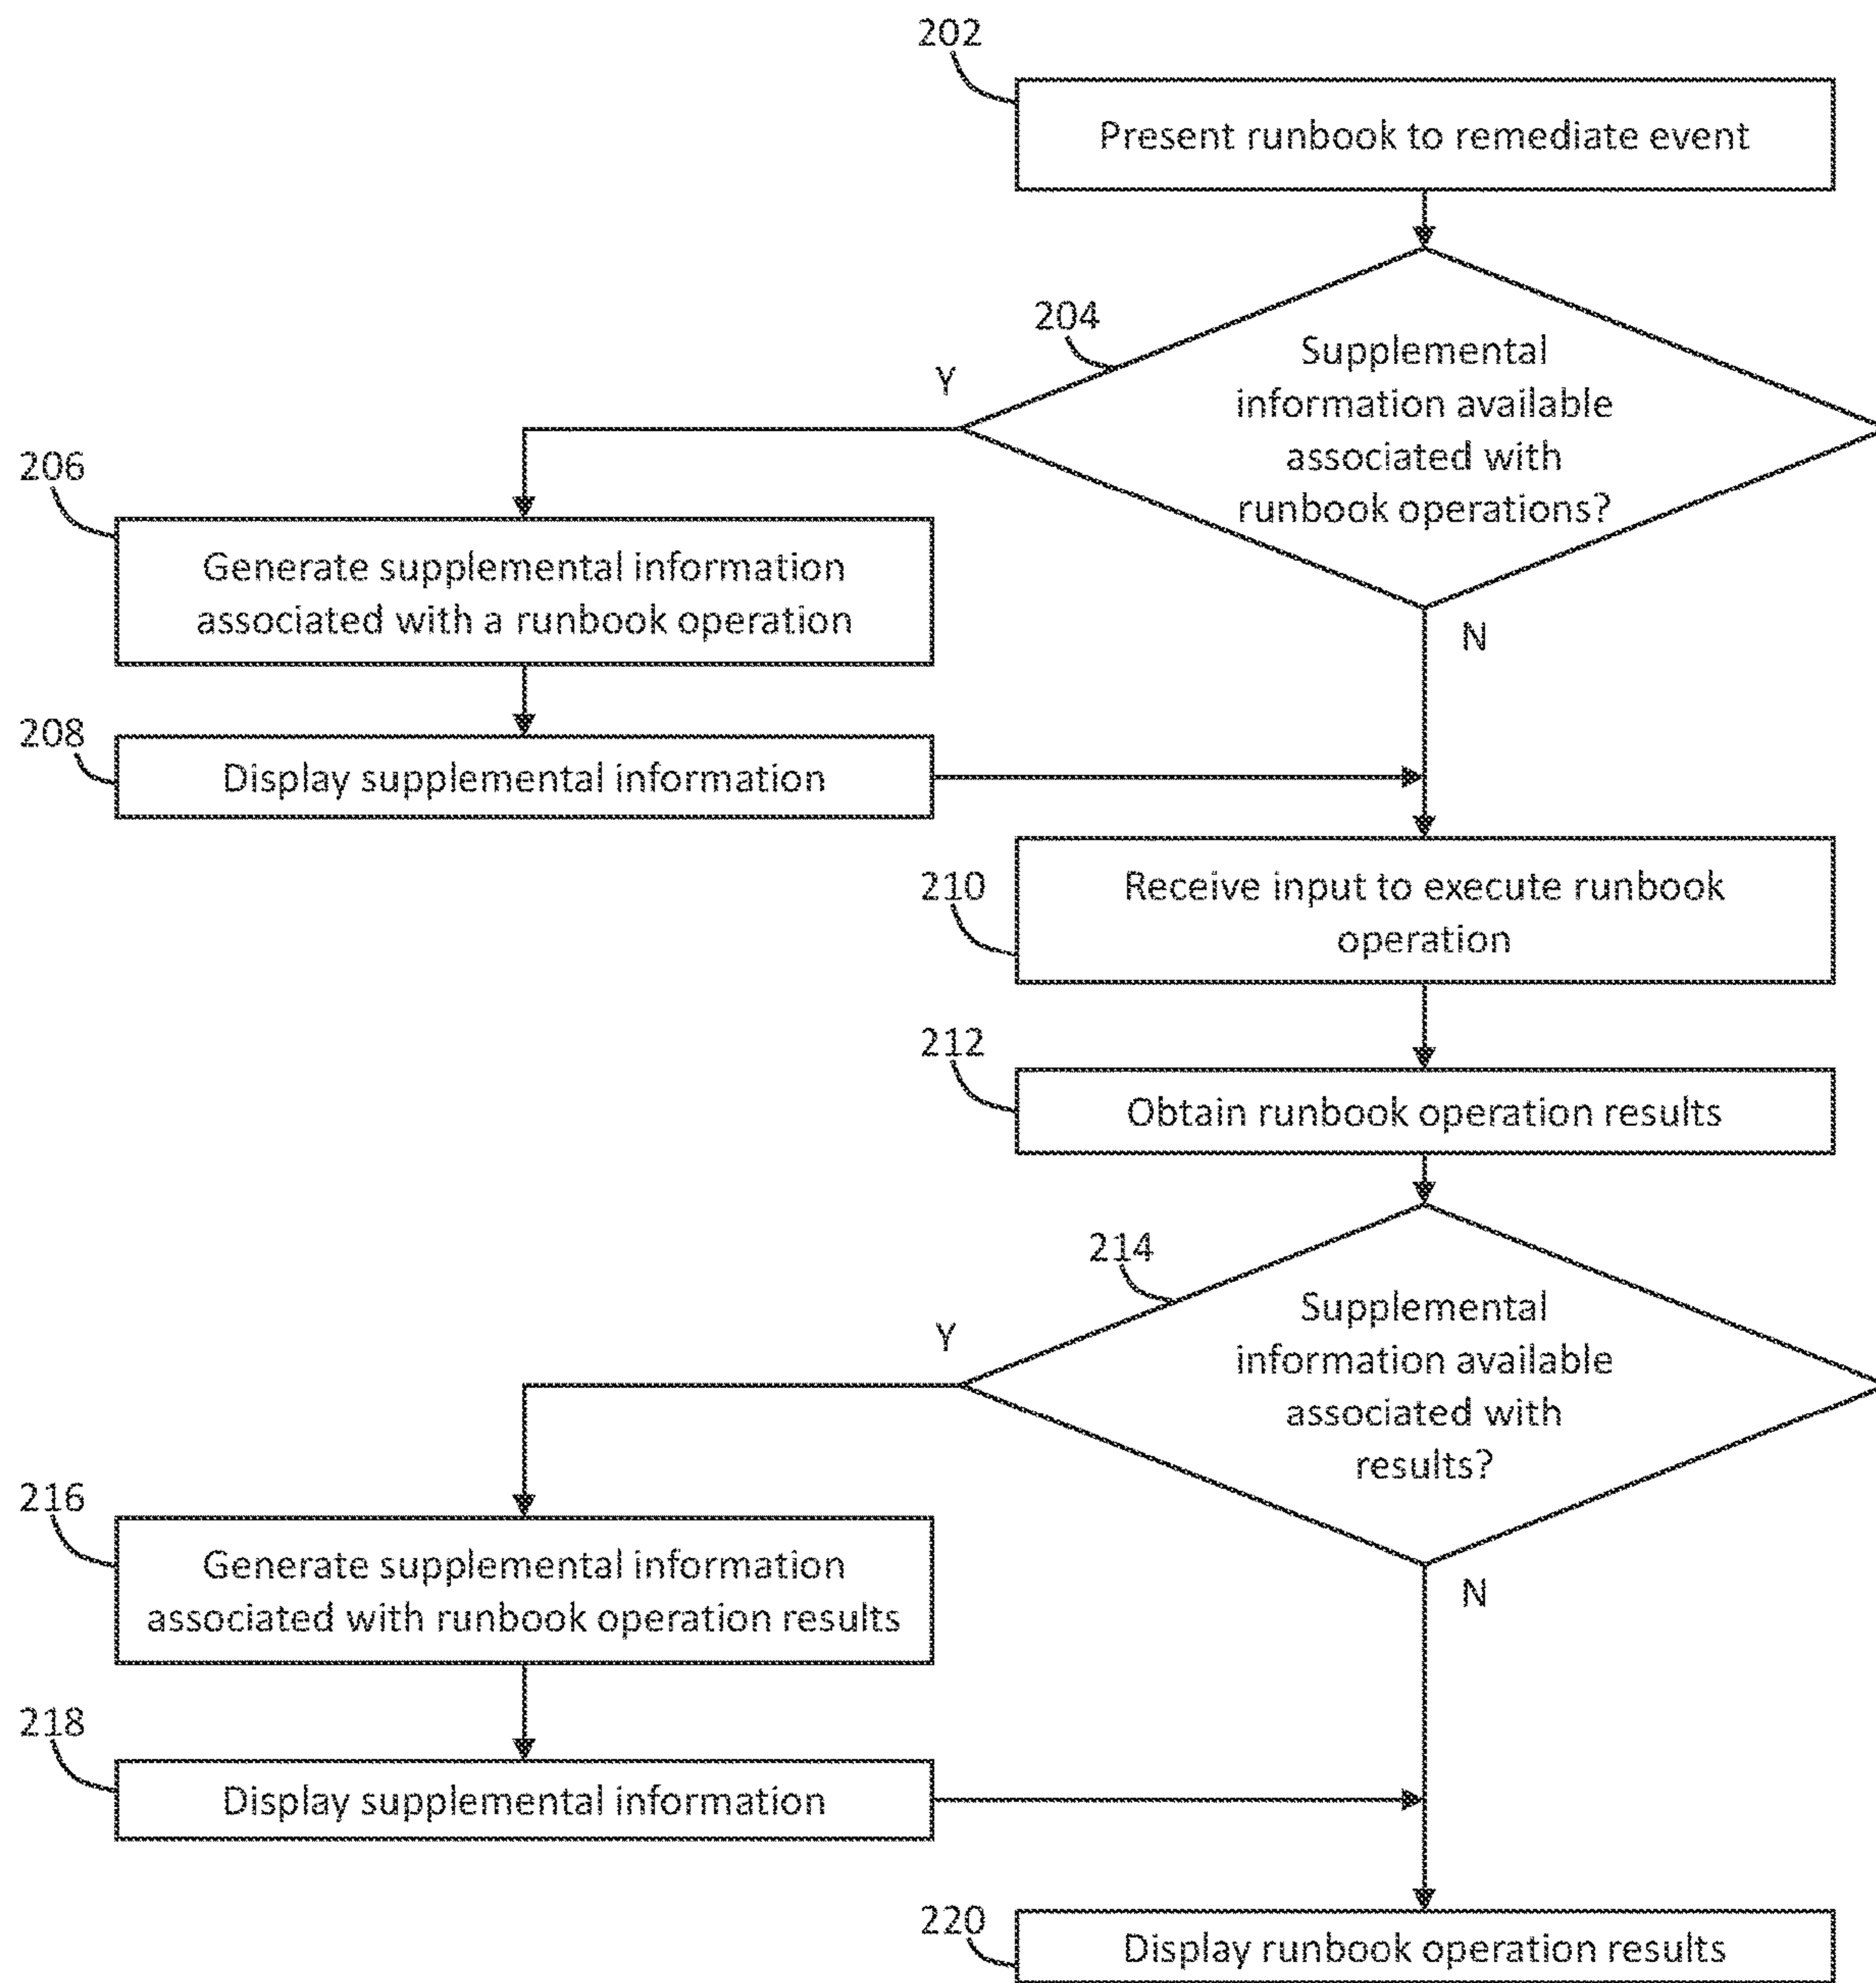 202
Present runbook to remediate event
204
Supplemental
information available
associated with
runbook operations?
Y
N
206
Generate supplemental information
associated with a runbook operation
208
Display supplemental information
210
Receive input to execute runbook
operation
212
Obtain runbook operation results
214
Supplemental
information available
associated with
results?
Y
N
216
Generate supplemental information
associated with runbook operation results
218
Display supplemental information
220
Display runbook operation results